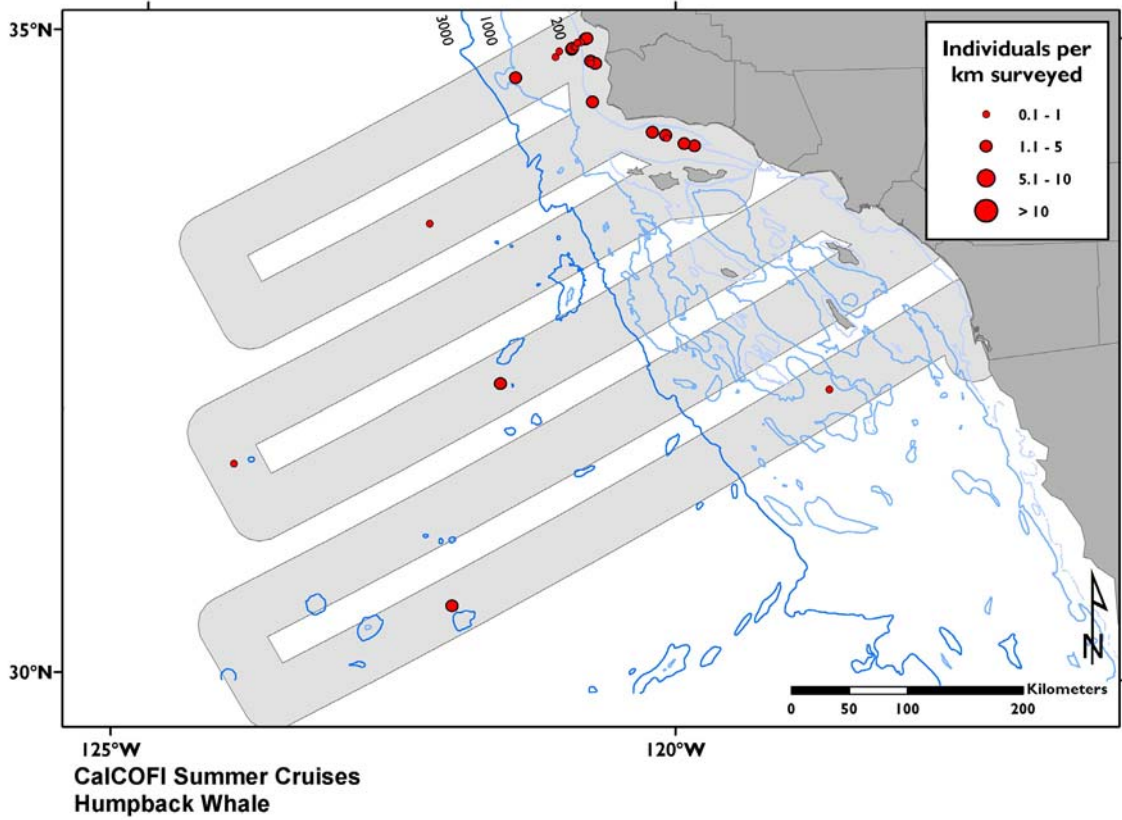 35°N
3000
1000
200
Individuals per
km surveyed
0.1 - 1
1.1 - 5
5.1 - 10
> 10
30°N
N
Kilometers
0 50 100 200
125°W
120°W
CalCOFI Summer Cruises
Humpback Whale